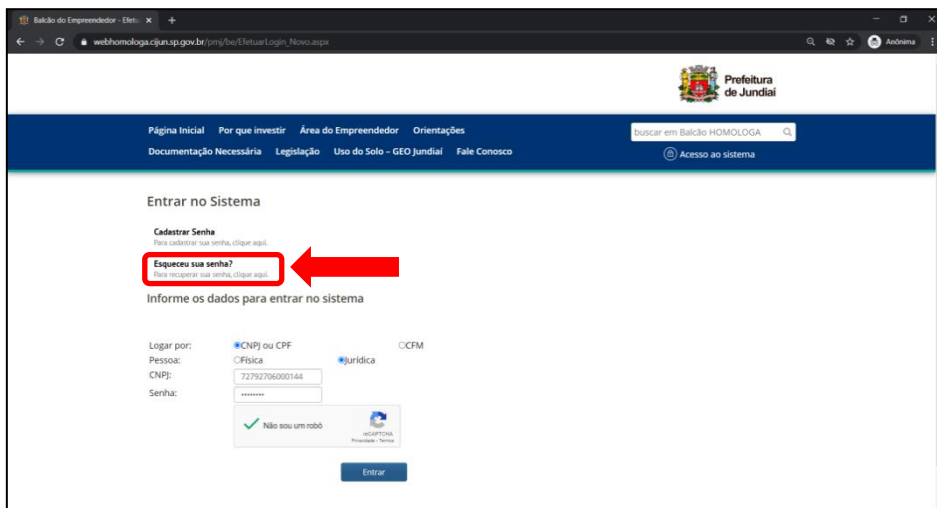 Balcão do Empreendedor - Efetu
webhomologa.cijun.sp.gov.br/pmj/be/EfetuarLogin_Novo.aspx
Anônima
Prefeitura
de Jundiaí
Página Inicial Por que investir Área do Empreendedor Orientações
buscar em Balcão HOMOLOGA
Documentação Necessária Legislação Uso do Solo – GEO Jundiaí Fale Conosco
Acesso ao sistema
Entrar no Sistema
Cadastrar Senha
Para cadastrar sua senha, clique aqui.
Esqueceu sua senha?
Para recuperar sua senha, clique aqui.
Informe os dados para entrar no sistema
Logar por: CNPJ ou CPF CFM
Pessoa: Física Jurídica
CNPJ: 72792706000144
Senha: ••••••••
Não sou um robô
reCAPTCHA
Privacidade - Termos
Entrar